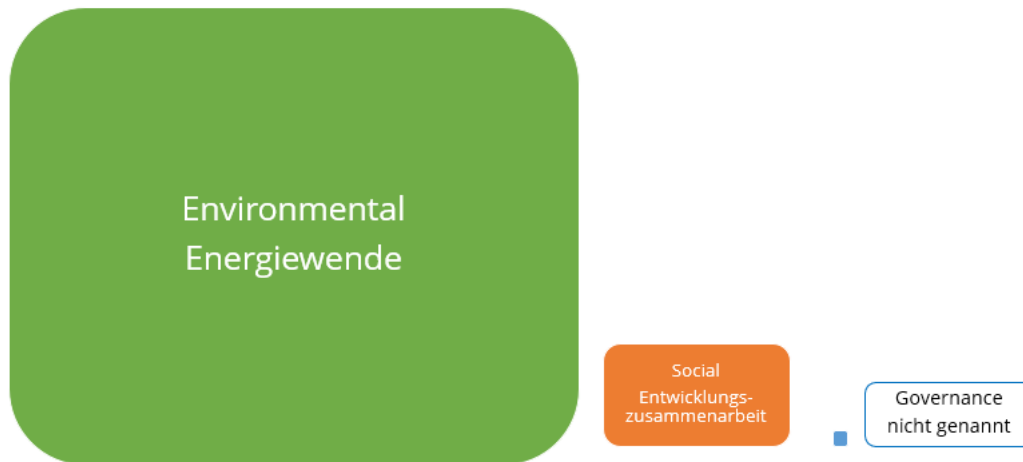 Environmental
Energiewende
Social
Entwicklungs-
zusammenarbeit
Governance
nicht genannt